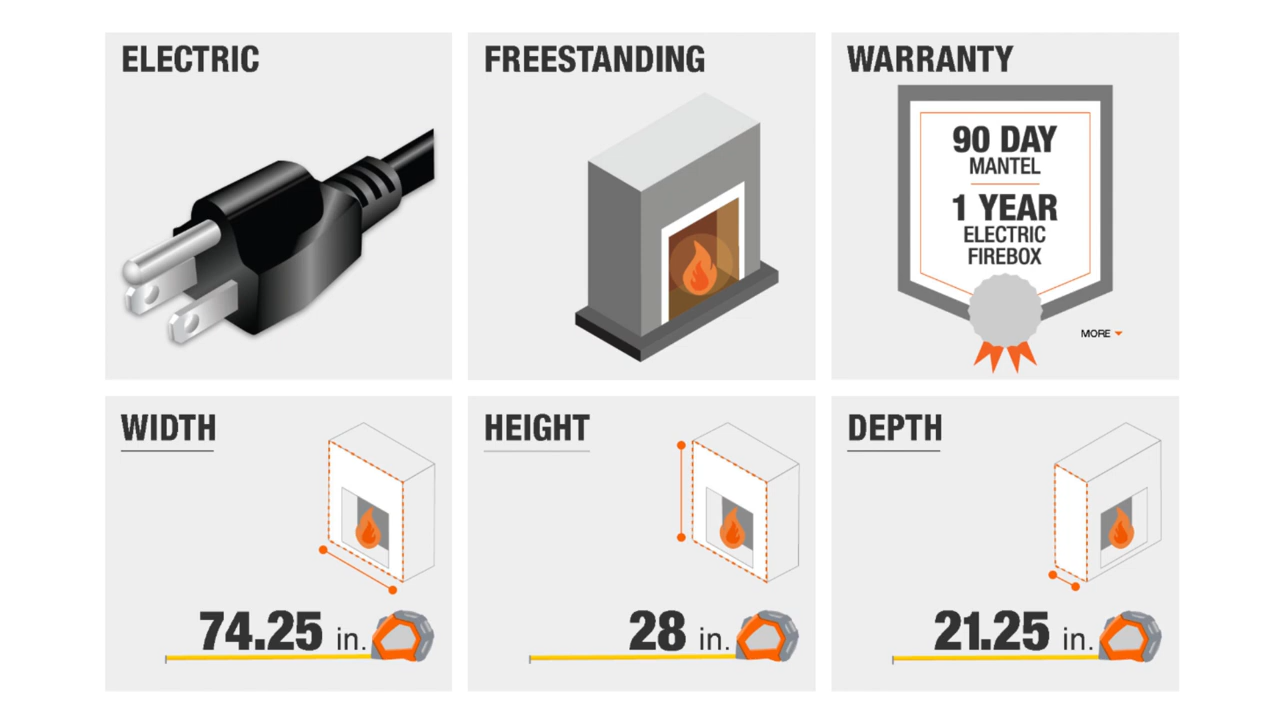 ELECTRIC
FREESTANDING
WARRANTY
90 DAY
MANTEL
1 YEAR
ELECTRIC
FIREBOX
MORE
WIDTH
74.25 in.
HEIGHT
28 in.
DEPTH
21.25 in.